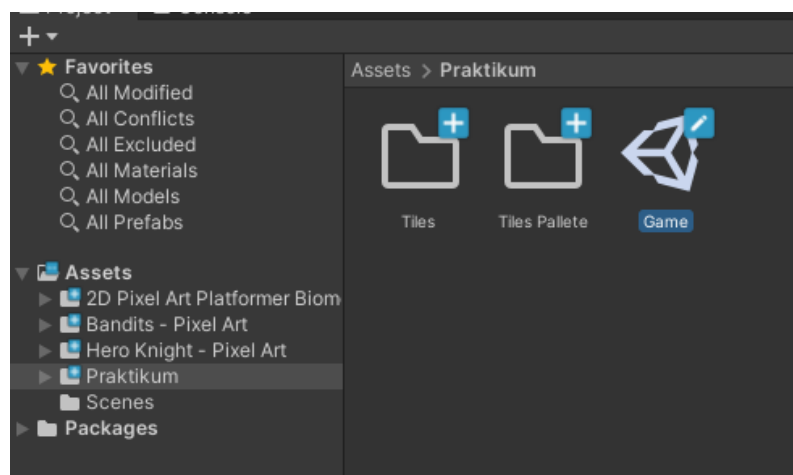 Favorites
All Modified
All Conflicts
All Excluded
All Materials
All Models
All Prefabs
Assets
2D Pixel Art Platformer Biom
Bandits - Pixel Art
Hero Knight - Pixel Art
Praktikum
Scenes
Packages
Assets > Praktikum
Tiles
Tiles Pallete
Game